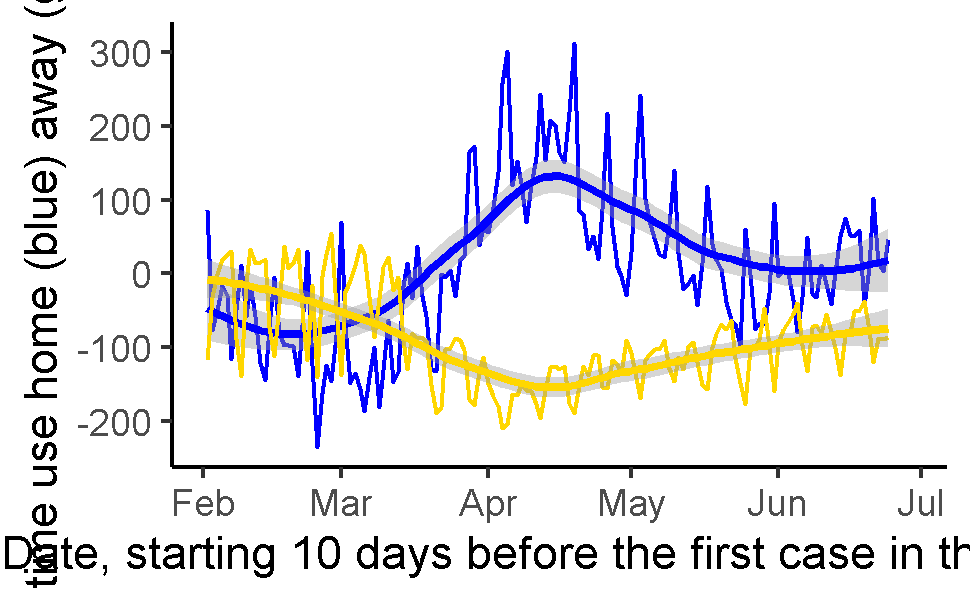 time use home (blue) away (
300
200
100
0
-100
-200
Feb Mar Apr May Jun Jul
Date, starting 10 days before the first case in th